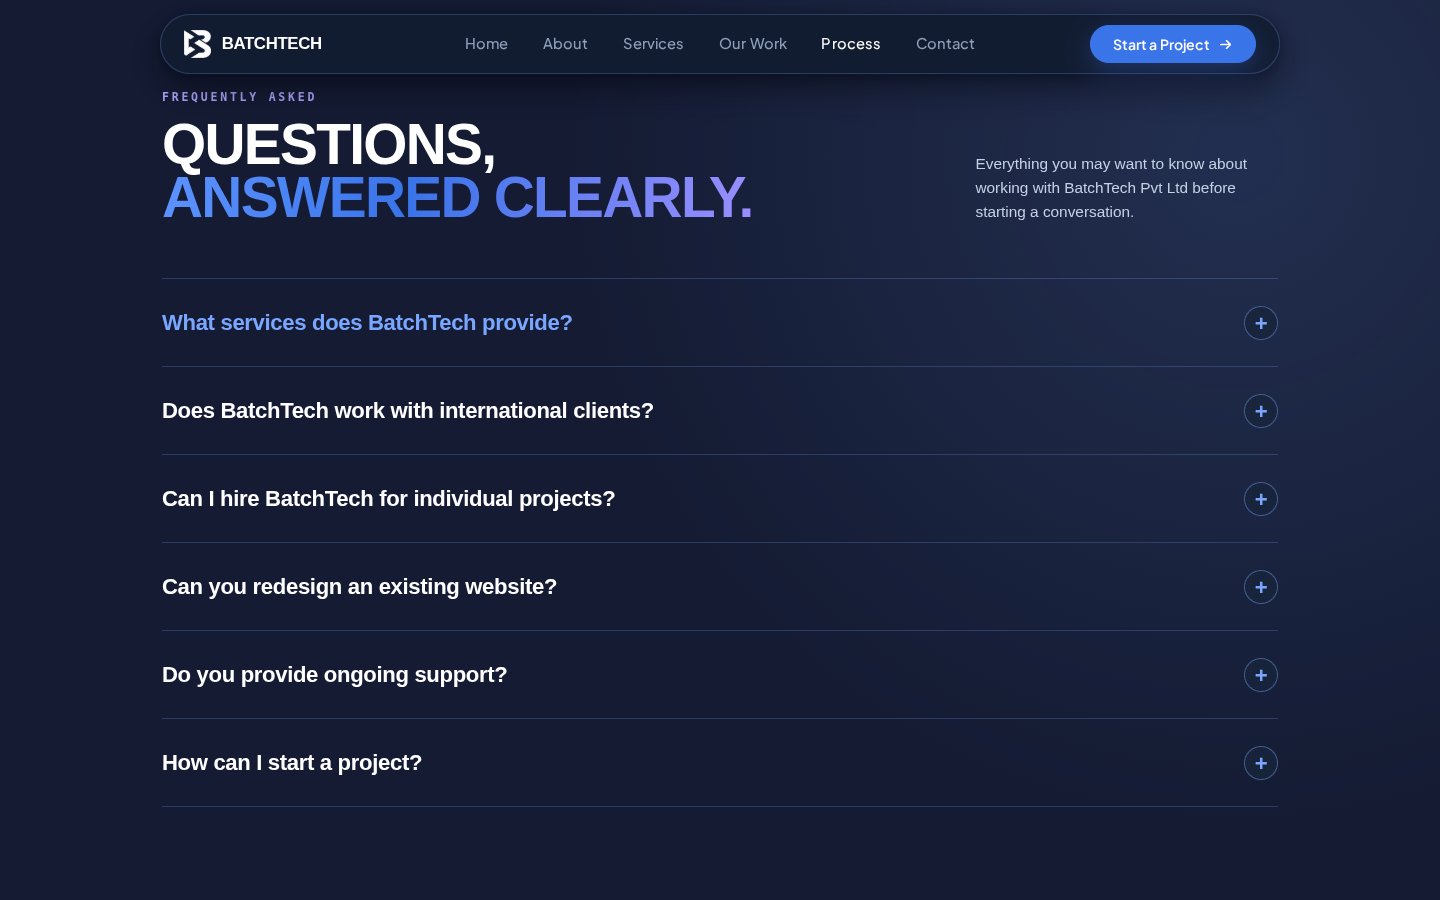 BATCHTECH
Home
About
Services
Our Work
Process
Contact
Start a Project →
FREQUENTLY ASKED
QUESTIONS,
ANSWERED CLEARLY.
Everything you may want to know about
working with BatchTech Pvt Ltd before
starting a conversation.
What services does BatchTech provide?
+
Does BatchTech work with international clients?
+
Can I hire BatchTech for individual projects?
+
Can you redesign an existing website?
+
Do you provide ongoing support?
+
How can I start a project?
+